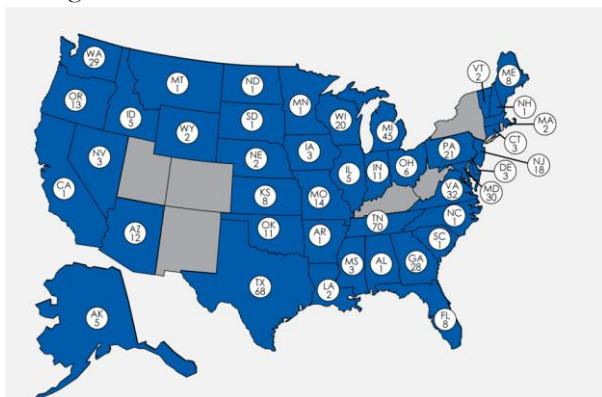 WA
29
OR
13
ID
5
MT
1
ND
1
MN
1
WI
20
MI
45
VT
2
ME
8
NH
1
MA
2
CT
3
NJ
18
DE
3
MD
30
PA
21
OH
6
IN
11
IL
5
IA
3
SD
1
WY
2
NE
2
NV
3
CA
1
AZ
12
KS
8
MO
14
OK
11
AR
1
TN
70
VA
32
NC
1
SC
1
GA
28
AL
1
MS
3
LA
2
TX
68
FL
8
AK
5